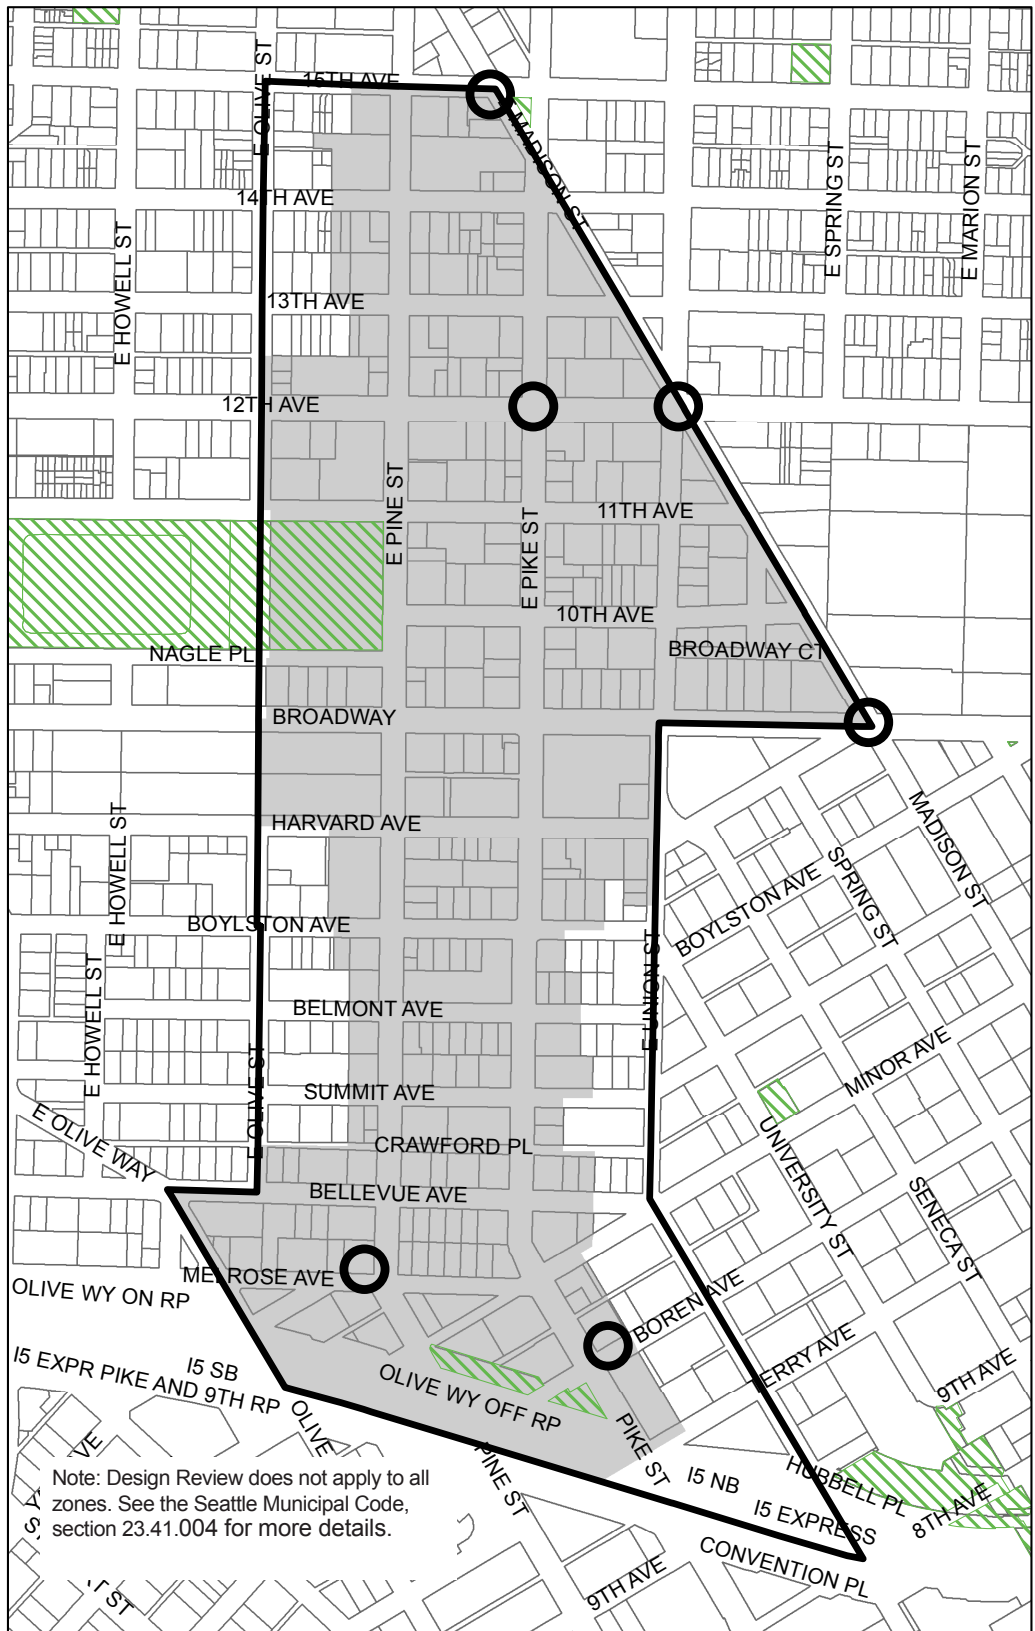 E OLIVE ST
15TH AVE
MADISON ST
E SPRING ST
E MARION ST
14TH AVE
E HOWELL ST
13TH AVE
12TH AVE
E PINE ST
11TH AVE
E PIKE ST
10TH AVE
NAGLE PL
BROADWAY CT
BROADWAY
E HOWELL ST
HARVARD AVE
MADISON ST
SPRING ST
BOYLSTON AVE
BOYLSTON AVE
E HOWELL ST
E UNION ST
BELMONT AVE
E OLIVE ST
MINOR AVE
SUMMIT AVE
E OLIVE WAY
CRAWFORD PL
UNIVERSITY ST
BELLEVUE AVE
SENECA ST
MELROSE AVE
BOREN AVE
OLIVE WY ON RP
ERRY AVE
I5 SB
I5 EXPR PIKE AND 9TH RP
9TH AVE
OLIVE WY OFF RP
OLIVE
PINE ST
PIKE ST
I5 NB
HUBBELL PL
8TH AVE
I5 EXPRESS
CONVENTION PL
9TH AVE
Note: Design Review does not apply to all
zones. See the Seattle Municipal Code,
section 23.41.004 for more details.